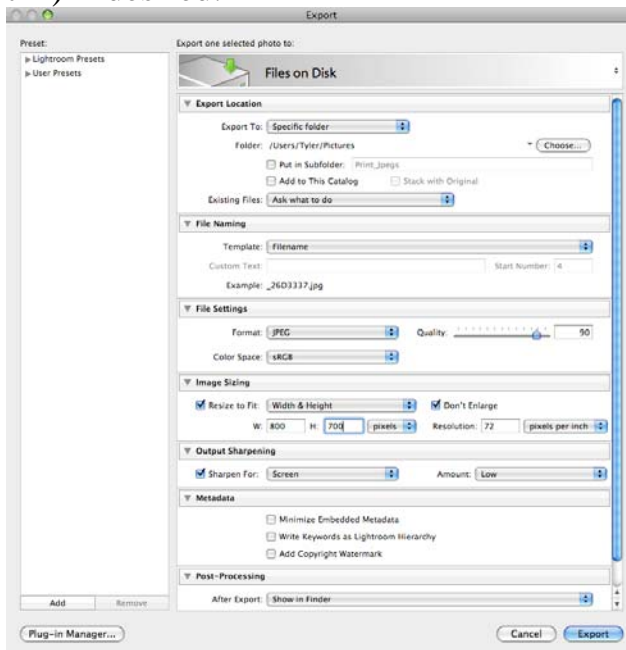 Export
Preset:
Lightroom Presets
User Presets
Add
Remove
Export one selected photo to:
Files on Disk
Export Location
Export To: Specific folder
Folder: /Users/Tyler/Pictures
Choose...
Put in Subfolder: Print_Jpegs
Add to This Catalog
Stack with Original
Existing Files: Ask what to do
File Naming
Template: Filename
Custom Text:
Start Number: 4
Example: _26D3337.jpg
File Settings
Format: JPEG
Quality: 90
Color Space: sRGB
Image Sizing
Resize to Fit: Width & Height
Don't Enlarge
W: 800 H: 700 pixels
Resolution: 72 pixels per inch
Output Sharpening
Sharpen For: Screen
Amount: Low
Metadata
Minimize Embedded Metadata
Write Keywords as Lightroom Hierarchy
Add Copyright Watermark
Post-Processing
After Export: Show in Finder
Plug-in Manager...
Cancel
Export